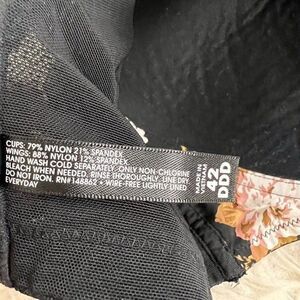 CUPS: 79% NYLON 21% SPANDEX
WINGS: 88% NYLON 12% SPANDEX
HAND WASH COLD SEPARATELY. ONLY NON-CHLORINE
BLEACH WHEN NEEDED. RINSE THOROUGHLY. LINE DRY.
DO NOT IRON. RN#148862 • WIRE-FREE LIGHTLY LINED
EVERYDAY
MADE IN
VIETNAM
42
DDD